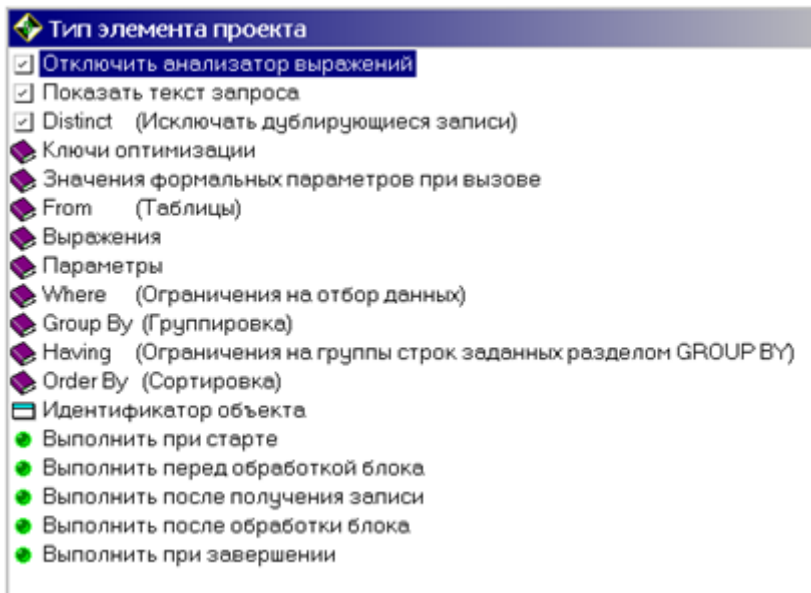 Тип элемента проекта
Отключить анализатор выражений
Показать текст запроса
Distinct (Исключать дублирующиеся записи)
Ключи оптимизации
Значения формальных параметров при вызове
From (Таблицы)
Выражения
Параметры
Where (Ограничения на отбор данных)
Group By (Группировка)
Having (Ограничения на группы строк заданных разделом GROUP BY)
Order By (Сортировка)
Идентификатор объекта
Выполнить при старте
Выполнить перед обработкой блока
Выполнить после получения записи
Выполнить после обработки блока
Выполнить при завершении